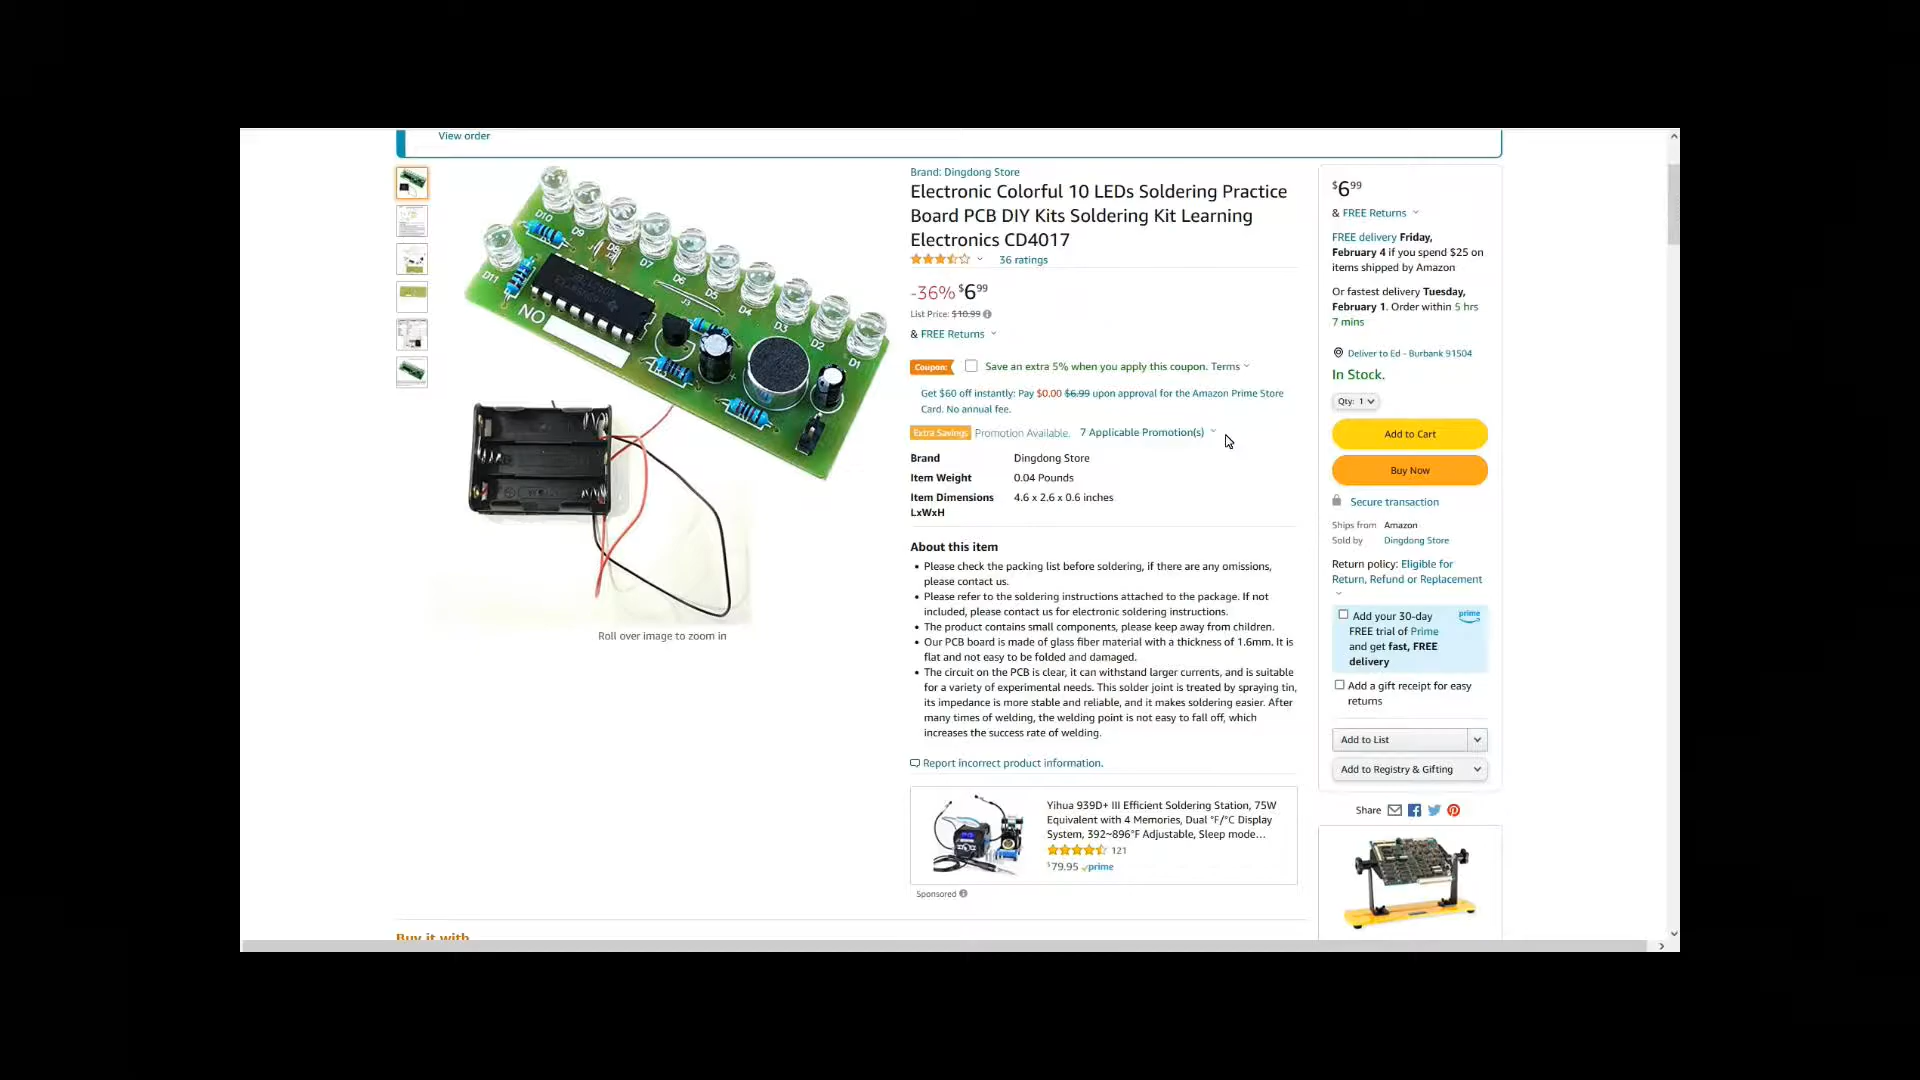 View order
D10
D9
D8
D7
D6
D5
D4
D3
D2
D1
D11
J3
NO
Roll over image to zoom in
Brand: Dingdong Store
Electronic Colorful 10 LEDs Soldering Practice
Board PCB DIY Kits Soldering Kit Learning
Electronics CD4017
36 ratings
-36% $6.99
List Price: $10.99
& FREE Returns
Coupon: Save an extra 5% when you apply this coupon. Terms
Get $60 off instantly: Pay $0.00 $6.99 upon approval for the Amazon Prime Store
Card. No annual fee.
Extra Savings Promotion Available. 7 Applicable Promotion(s)
Brand Dingdong Store
Item Weight 0.04 Pounds
Item Dimensions 4.6 x 2.6 x 0.6 inches
LxWxH
About this item
• Please check the packing list before soldering, if there are any omissions,
please contact us.
• Please refer to the soldering instructions attached to the package. If not
included, please contact us for electronic soldering instructions.
• The product contains small components, please keep away from children.
• Our PCB board is made of glass fiber material with a thickness of 1.6mm. It is
flat and not easy to be folded and damaged.
• The circuit on the PCB is clear, it can withstand larger currents, and is suitable
for a variety of experimental needs. This solder joint is treated by spraying tin,
its impedance is more stable and reliable, and it makes soldering easier. After
many times of welding, the welding point is not easy to fall off, which
increases the success rate of welding.
Report incorrect product information.
Yihua 939D+ III Efficient Soldering Station, 75W
Equivalent with 4 Memories, Dual °F/°C Display
System, 392~896°F Adjustable, Sleep mode...
121
$79.95 prime
Sponsored
Buy it with
$6.99
& FREE Returns
FREE delivery Friday,
February 4 if you spend $25 on
items shipped by Amazon
Or fastest delivery Tuesday,
February 1. Order within 5 hrs
7 mins
Deliver to Ed - Burbank 91504
In Stock.
Qty: 1
Add to Cart
Buy Now
Secure transaction
Ships from Amazon
Sold by Dingdong Store
Return policy: Eligible for
Return, Refund or Replacement
Add your 30-day
FREE trial of Prime
and get fast, FREE
delivery
prime
Add a gift receipt for easy
returns
Add to List
Add to Registry & Gifting
Share